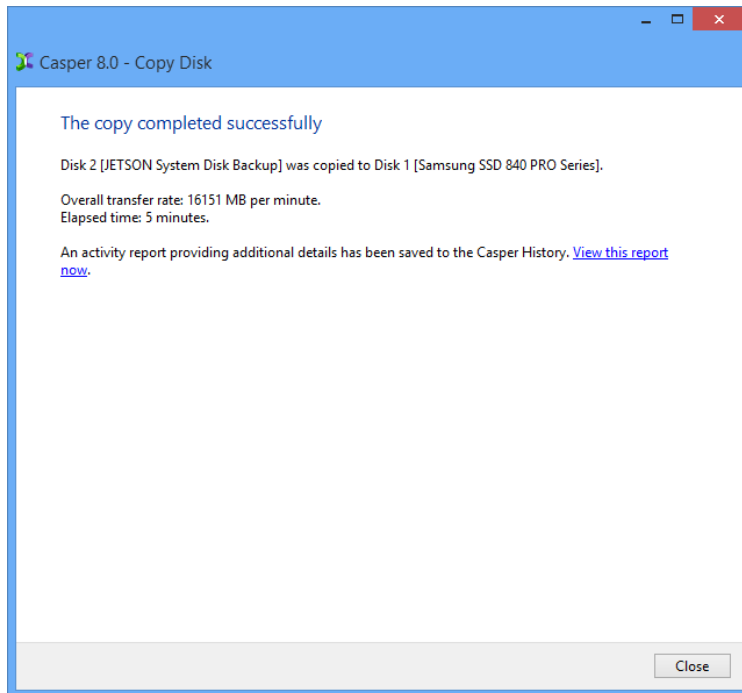 Casper 8.0 - Copy Disk
The copy completed successfully
Disk 2 [JETSON System Disk Backup] was copied to Disk 1 [Samsung SSD 840 PRO Series].
Overall transfer rate: 16151 MB per minute.
Elapsed time: 5 minutes.
An activity report providing additional details has been saved to the Casper History. View this report
now.
Close